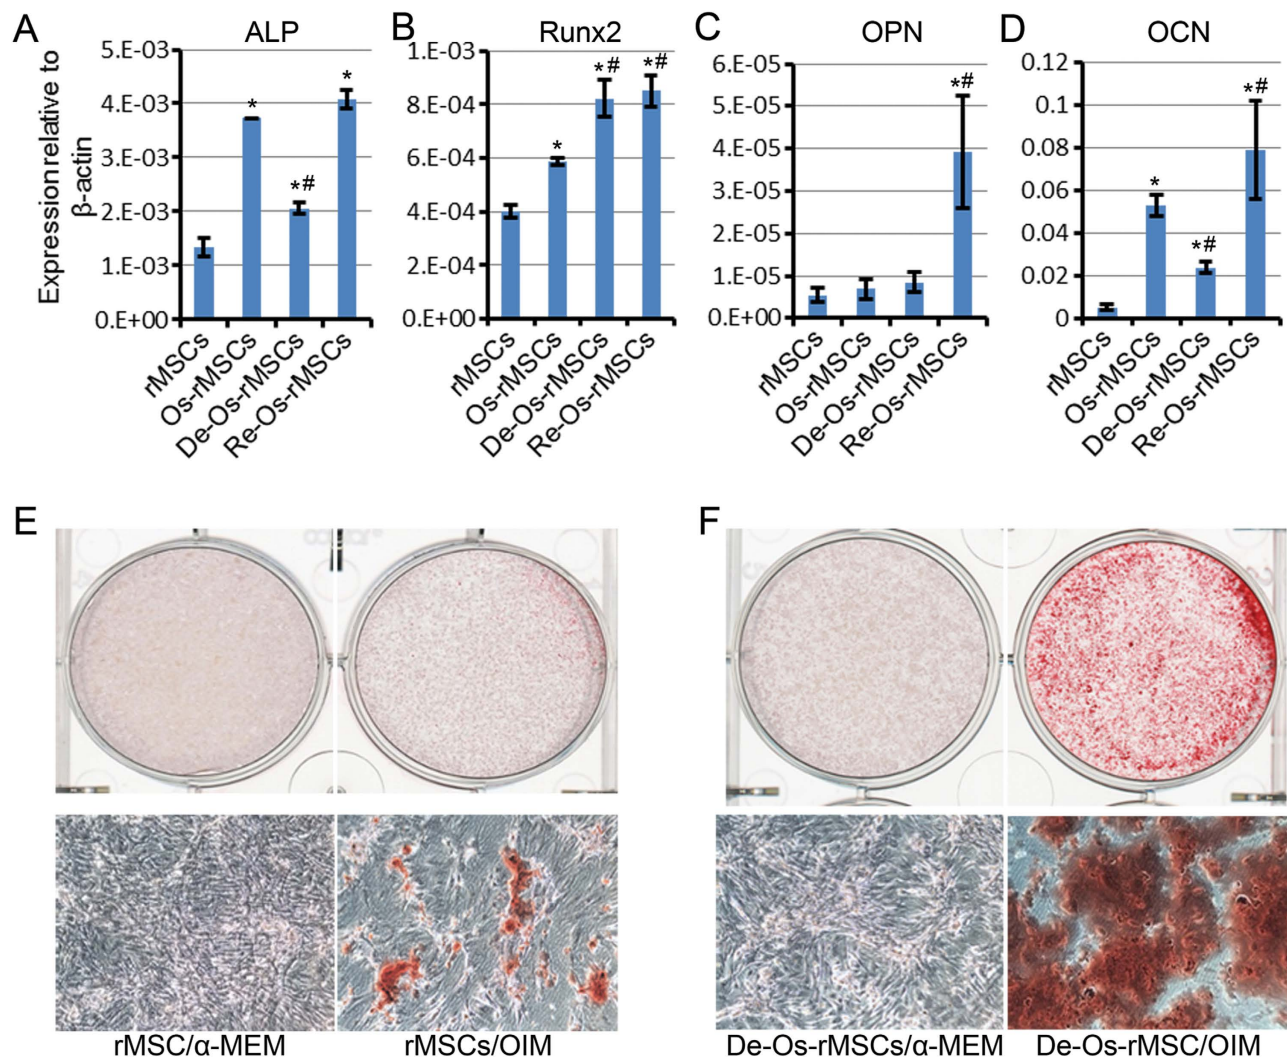 A
ALP
Expression relative to
β-actin
5.E-03
4.E-03
3.E-03
2.E-03
1.E-03
0.E+00
*
*#
*
rMSCs
Os-rMSCs
De-Os-rMSCs
Re-Os-rMSCs
B
Runx2
1.E-03
8.E-04
6.E-04
4.E-04
2.E-04
0.E+00
*
*#
*#
rMSCs
Os-rMSCs
De-Os-rMSCs
Re-Os-rMSCs
C
OPN
6.E-05
5.E-05
4.E-05
3.E-05
2.E-05
1.E-05
0.E+00
*#
rMSCs
Os-rMSCs
De-Os-rMSCs
Re-Os-rMSCs
D
OCN
0.12
0.1
0.08
0.06
0.04
0.02
0
*
*#
*#
rMSCs
Os-rMSCs
De-Os-rMSCs
Re-Os-rMSCs
E
rMSC/α-MEM
rMSCs/OIM
F
De-Os-rMSCs/α-MEM
De-Os-rMSC/OIM